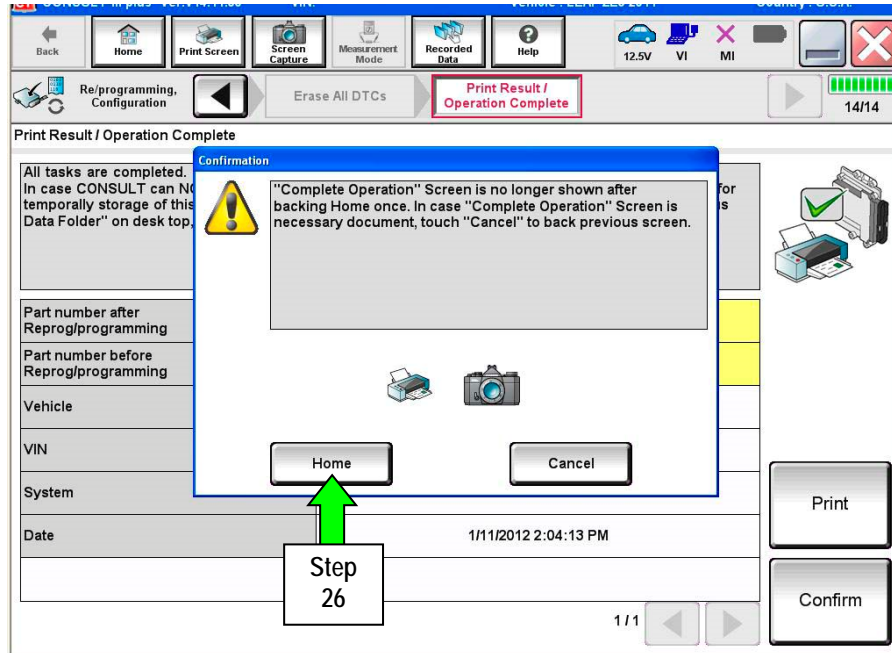 Back
Home
Print Screen
Screen
Capture
Measurement
Mode
Recorded
Data
Help
12.5V
VI
MI
Re/programming,
Configuration
Erase All DTCs
Print Result /
Operation Complete
14/14
Print Result / Operation Complete
All tasks are completed.
In case CONSULT can
temporally storage of this
Data Folder" on desk top,
for
Confirmation
"Complete Operation" Screen is no longer shown after
backing Home once. In case "Complete Operation" Screen is
necessary document, touch "Cancel" to back previous screen.
Home
Cancel
Part number after
Reprog/programming
Part number before
Reprog/programming
Vehicle
VIN
System
Date
1/11/2012 2:04:13 PM
Step
26
1/1
Print
Confirm